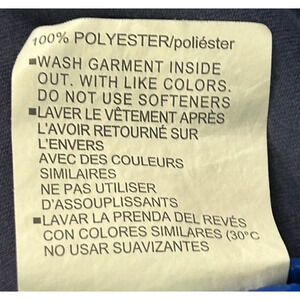 100% POLYESTER/poliéster
▪WASH GARMENT INSIDE
OUT. WITH LIKE COLORS.
DO NOT USE SOFTENERS
▪LAVER LE VÊTEMENT APRÈS
L'AVOIR RETOURNÉ SUR
L'ENVERS
AVEC DES COULEURS
SIMILAIRES
NE PAS UTILISER
D'ASSOUPLISSANTS
▪LAVAR LA PRENDA DEL REVÉS
CON COLORES SIMILARES (30°C
NO USAR SUAVIZANTES